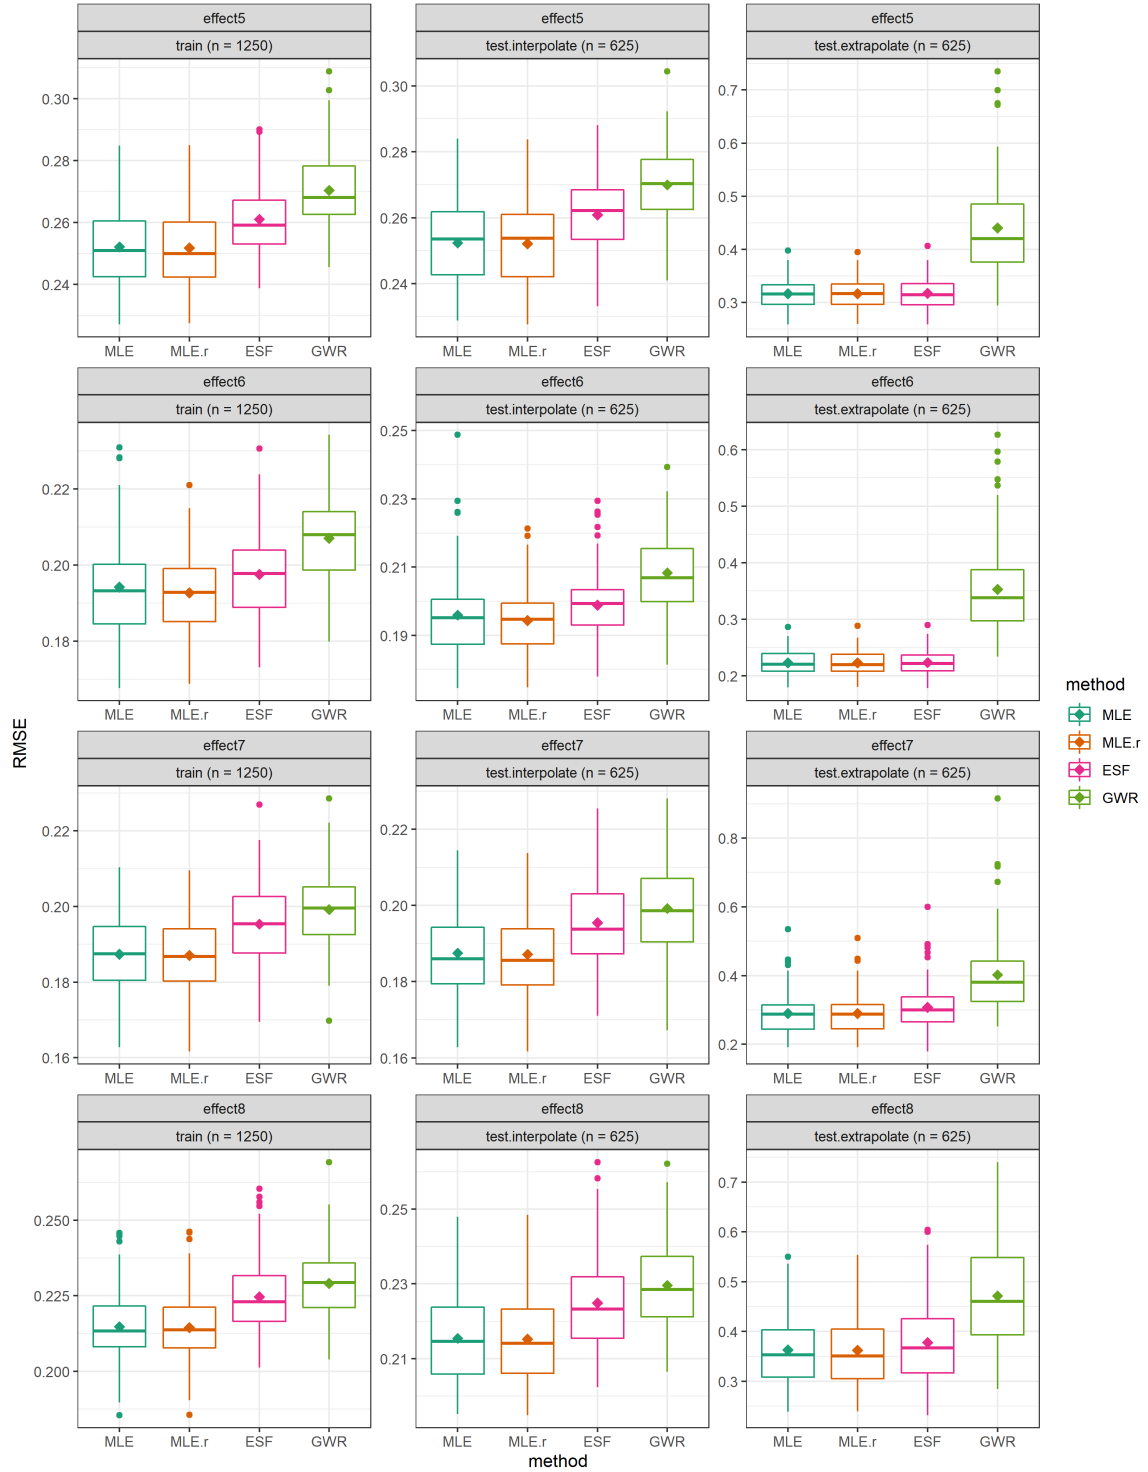 effect5 effect5 effect5
train (n = 1250) test.interpolate (n = 625) test.extrapolate (n = 625)
0.30 0.28 0.26 0.24
0.30 0.28 0.26 0.24
0.7 0.6 0.5 0.4 0.3
MLE MLE.r ESF GWR MLE MLE.r ESF GWR MLE MLE.r ESF GWR
effect6 effect6 effect6
train (n = 1250) test.interpolate (n = 625) test.extrapolate (n = 625)
0.22 0.20 0.18
0.25 0.23 0.21 0.19
0.6 0.5 0.4 0.3 0.2
MLE MLE.r ESF GWR MLE MLE.r ESF GWR MLE MLE.r ESF GWR
RMSE
effect7 effect7 effect7
train (n = 1250) test.interpolate (n = 625) test.extrapolate (n = 625)
0.22 0.20 0.18 0.16
0.22 0.20 0.18 0.16
0.8 0.6 0.4 0.2
MLE MLE.r ESF GWR MLE MLE.r ESF GWR MLE MLE.r ESF GWR
effect8 effect8 effect8
train (n = 1250) test.interpolate (n = 625) test.extrapolate (n = 625)
0.250 0.225 0.200
0.25 0.23 0.21
0.7 0.6 0.5 0.4 0.3
MLE MLE.r ESF GWR MLE MLE.r ESF GWR MLE MLE.r ESF GWR
method
method
MLE
MLE.r
ESF
GWR